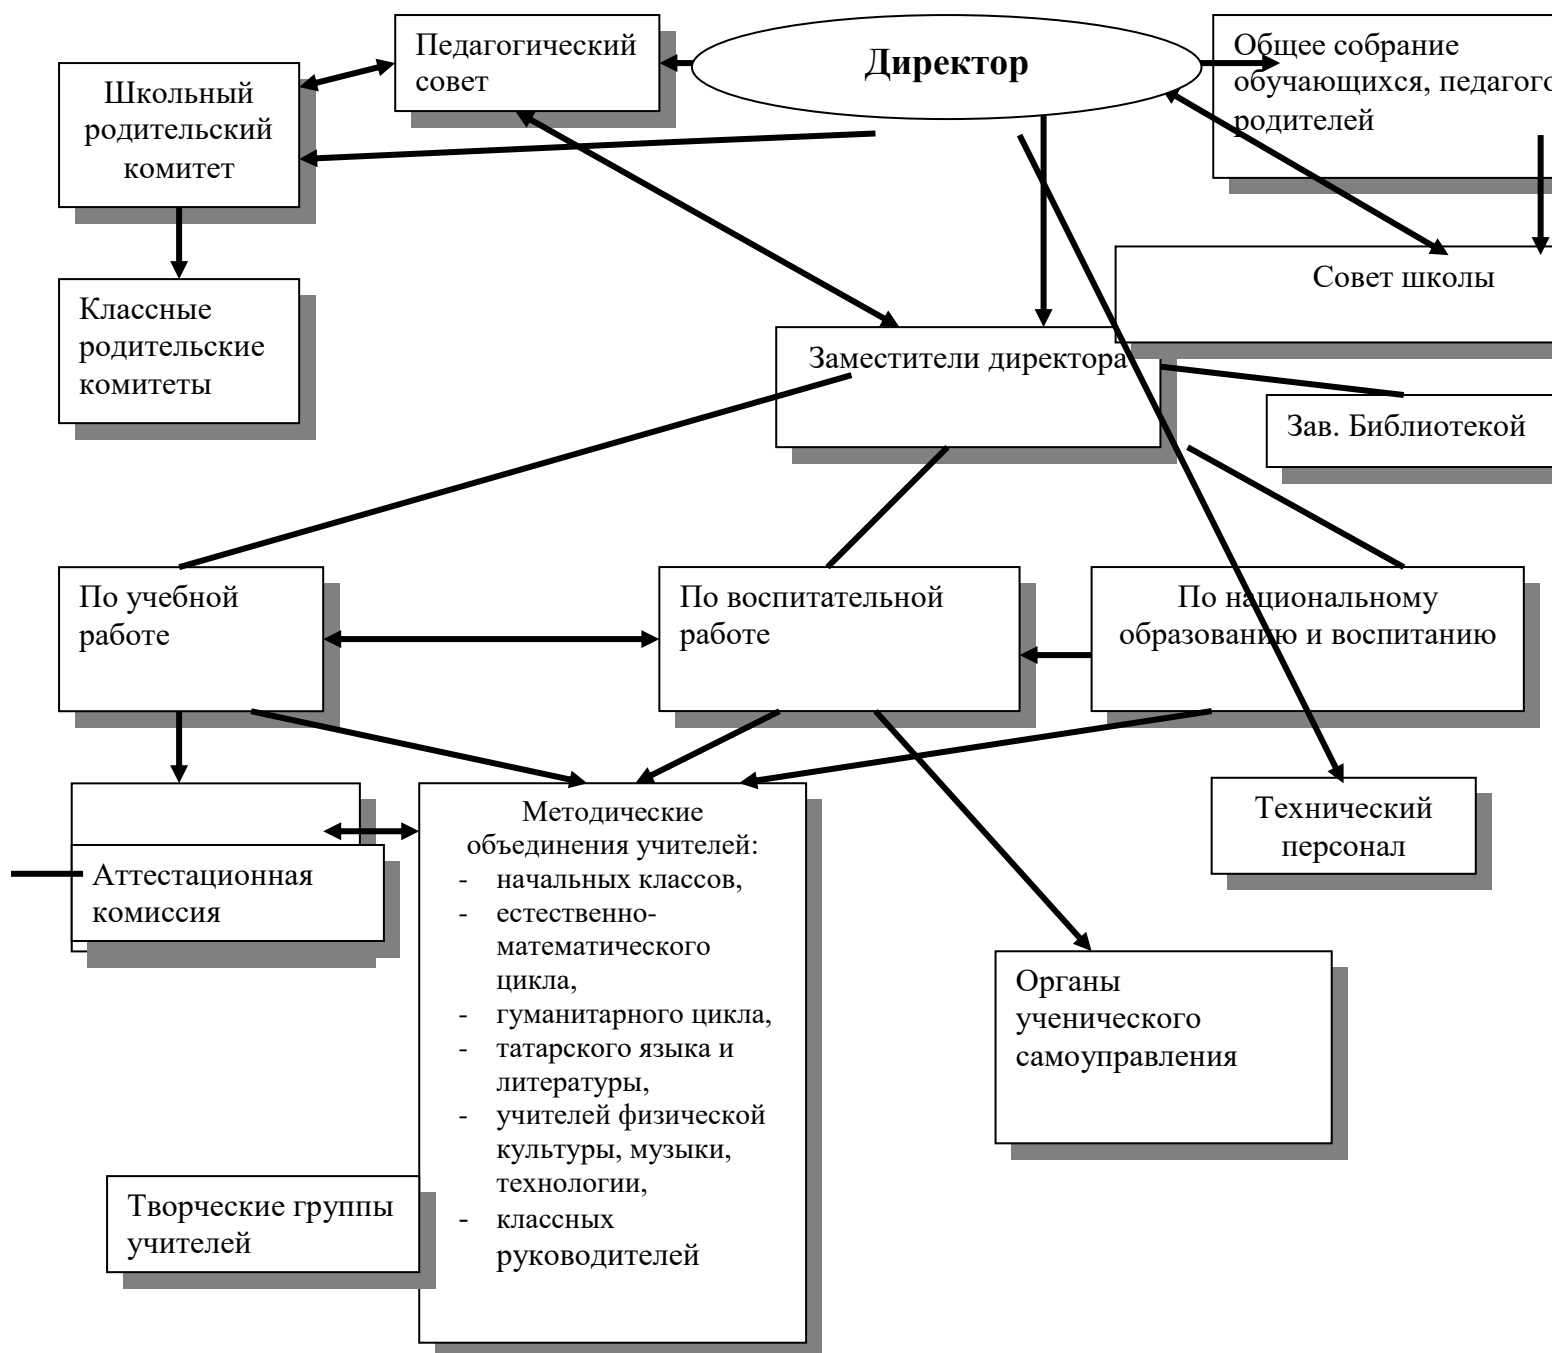 Педагогический
совет
Директор
Общее собрание
обучающихся, педагого
родителей
Школьный
родительский
комитет
Совет школы
Классные
родительские
комитеты
Заместители директора
Зав. Библиотекой
По учебной
работе
По воспитательной
работе
По национальному
образованию и воспитанию
Технический
персонал
Аттестационная
комиссия
Методические
объединения учителей:
- начальных классов,
- естественно-
математического
цикла,
- гуманитарного цикла,
- татарского языка и
литературы,
- учителей физической
культуры, музыки,
технологии,
- классных
руководителей
Органы
ученического
самоуправления
Творческие группы
учителей